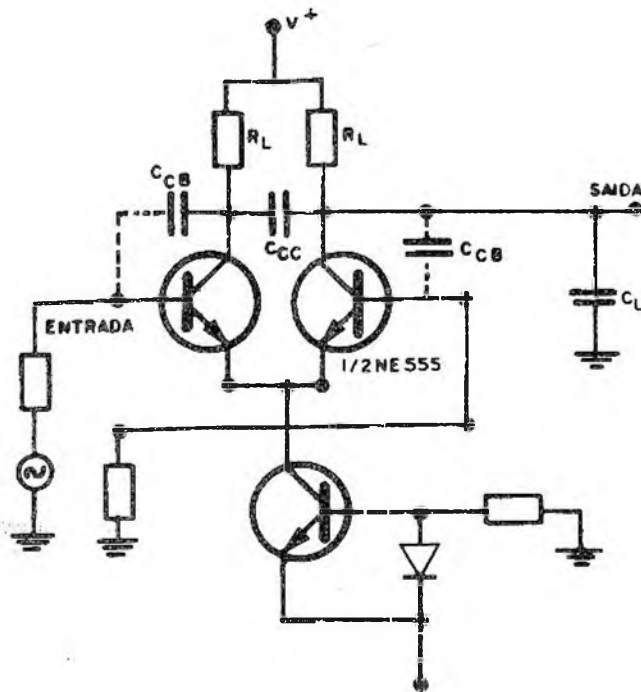 V+
RL
RL
CCB
SAIDA
CCC
CCB
CL
ENTRADA
1/2NE555